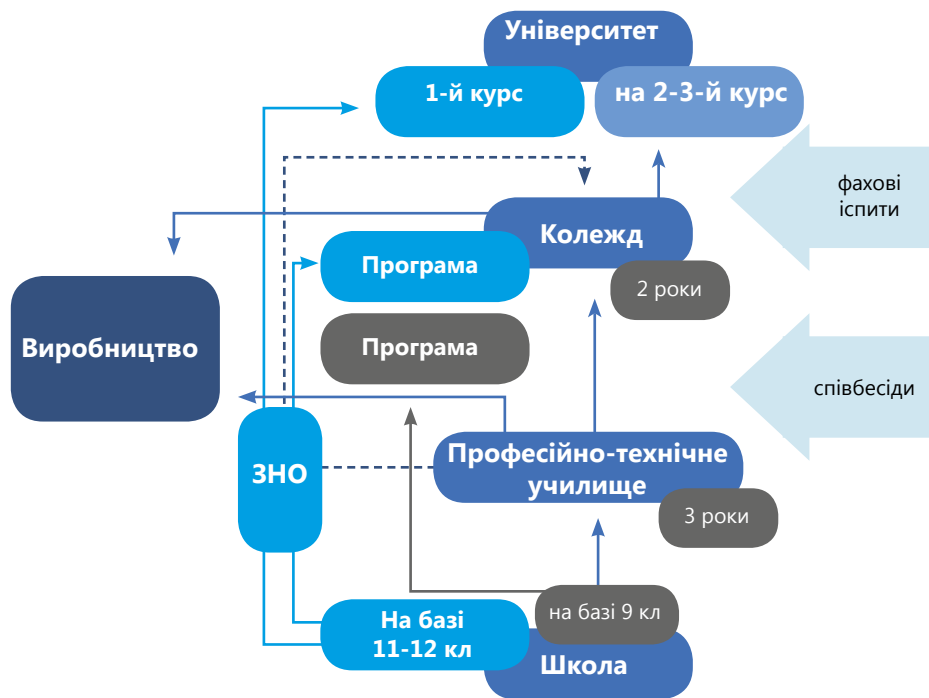 Університет
1-й курс
на 2-3-й курс
фахові
іспити
Колежд
Програма
2 роки
Виробництво
Програма
співбесіди
ЗНО
Професійно-технічне
училище
3 роки
на базі 9 кл
На базі
11-12 кл
Школа